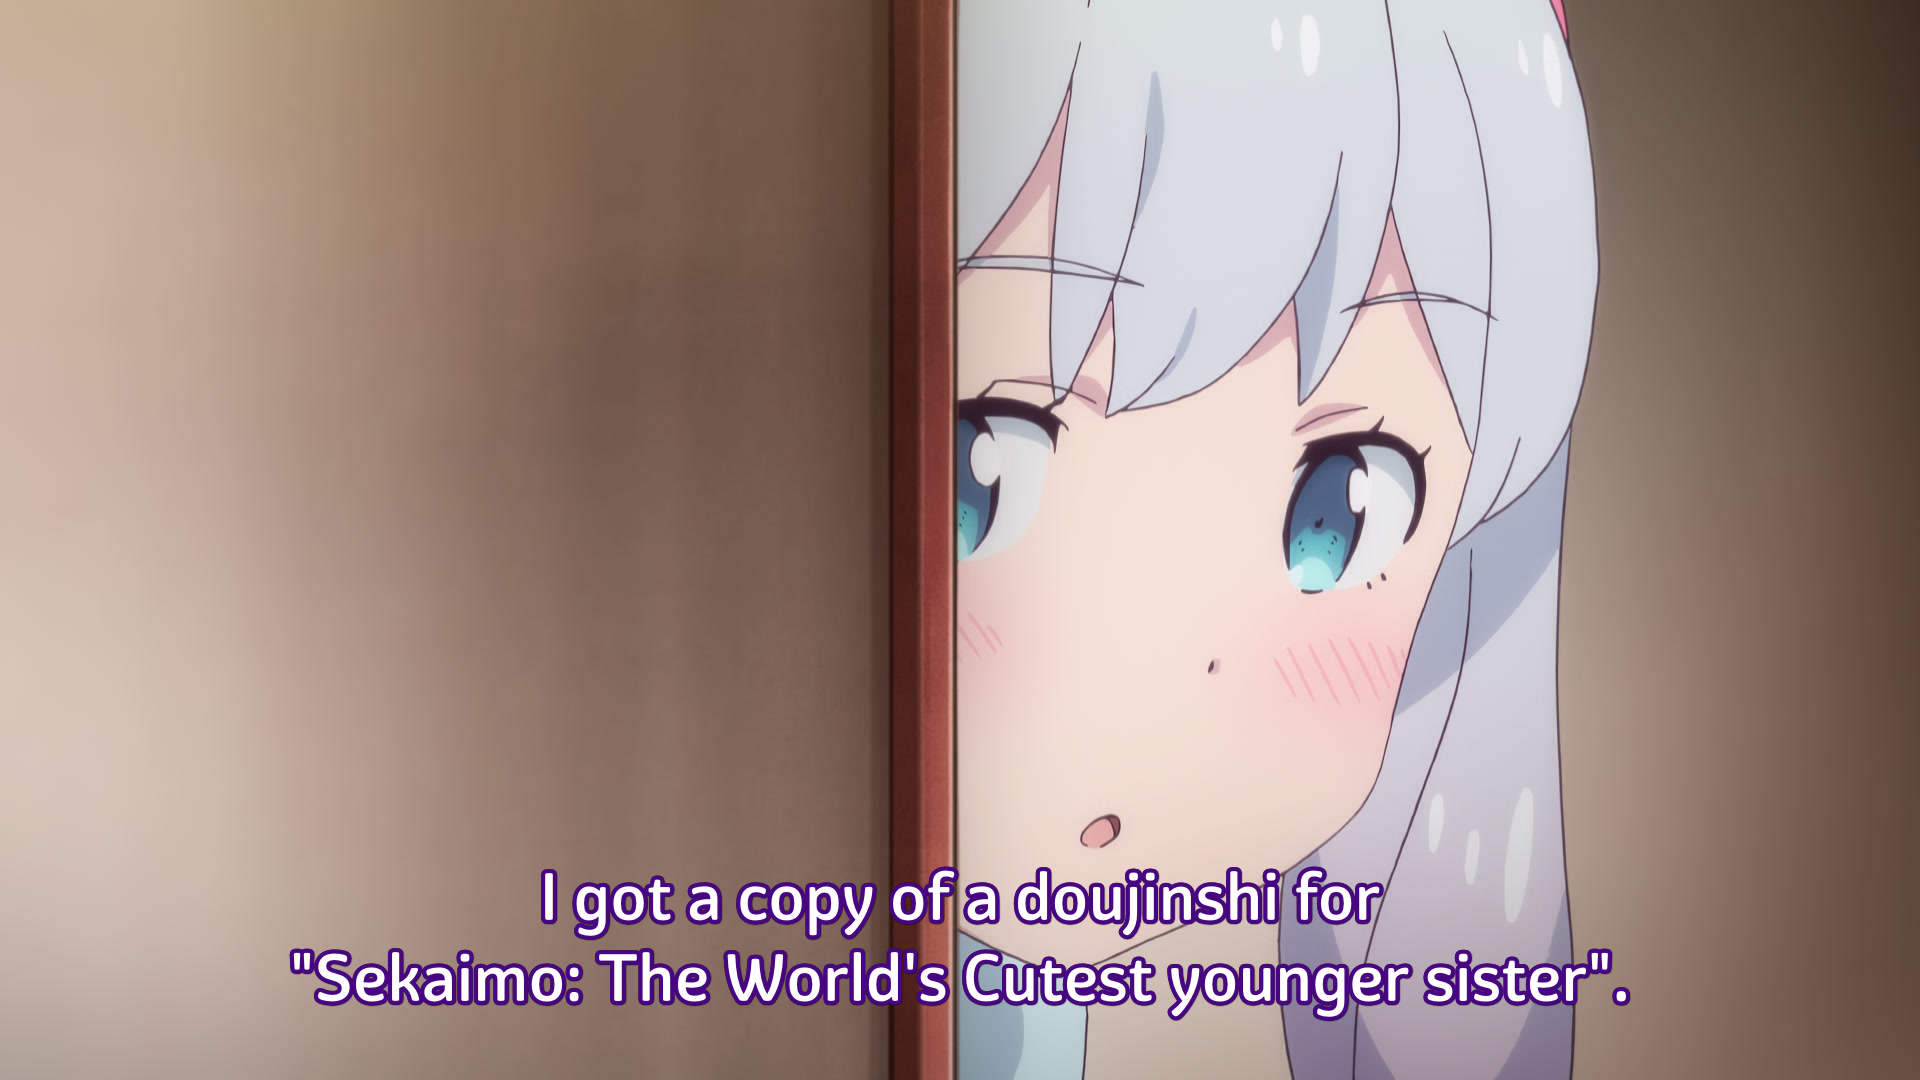 I got a copy of a doujinshi for
"Sekaimo: The World's Cutest younger sister".